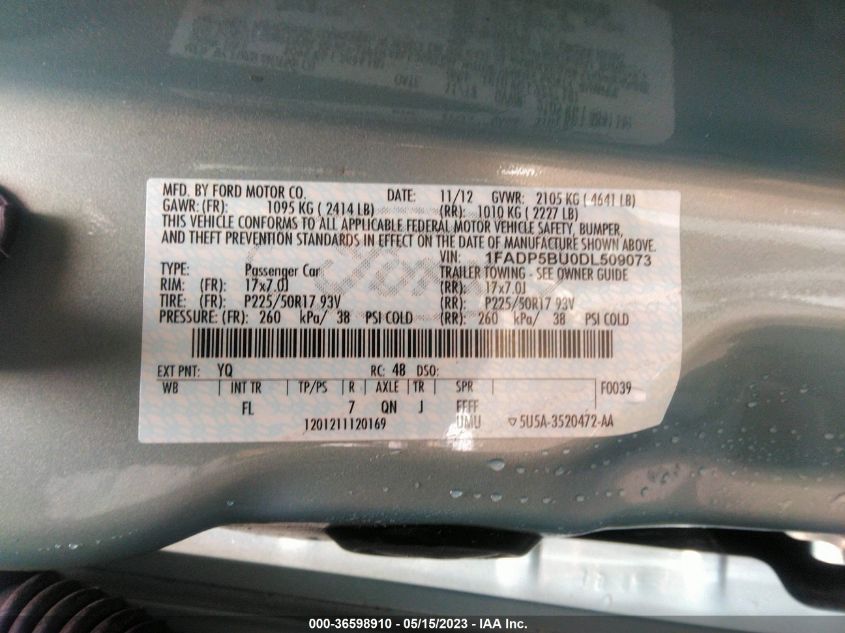 MFD. BY FORD MOTOR CO. DATE: 11/12 GVWR: 2105 KG ( 4641 LB)
GAWR: (FR): 1095 KG ( 2414 LB) (RR): 1010 KG ( 2227 LB)
THIS VEHICLE CONFORMS TO ALL APPLICABLE FEDERAL MOTOR VEHICLE SAFETY, BUMPER,
AND THEFT PREVENTION STANDARDS IN EFFECT ON THE DATE OF MANUFACTURE SHOWN ABOVE.
VIN: 1FADP5BU0DL509073
TYPE: Passenger Car TRAILER TOWING - SEE OWNER GUIDE
RIM: (FR): 17x7.0J (RR): 17x7.0J
TIRE: (FR): P225/50R17 93V (RR): P225/50R17 93V
PRESSURE: (FR): 260 kPa/ 38 PSI COLD (RR): 260 kPa/ 38 PSI COLD
EXT PNT: YQ RC: 48 DSO:
WB INT TR TP/PS R AXLE TR SPR F0039
FL 7 QN J FFFF
1201211120169 UMU 5U5A-3520472-AA
000-36598910 - 05/15/2023 - IAA Inc.